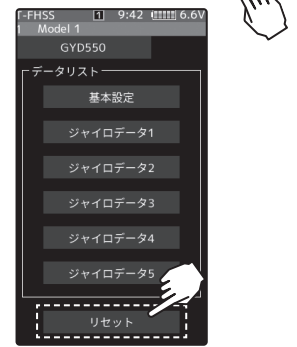 T-FHSS 1 9:42 6.6V
1 Model 1
GYD550
データリスト
基本設定
ジャイロデータ1
ジャイロデータ2
ジャイロデータ3
ジャイロデータ4
ジャイロデータ5
リセット